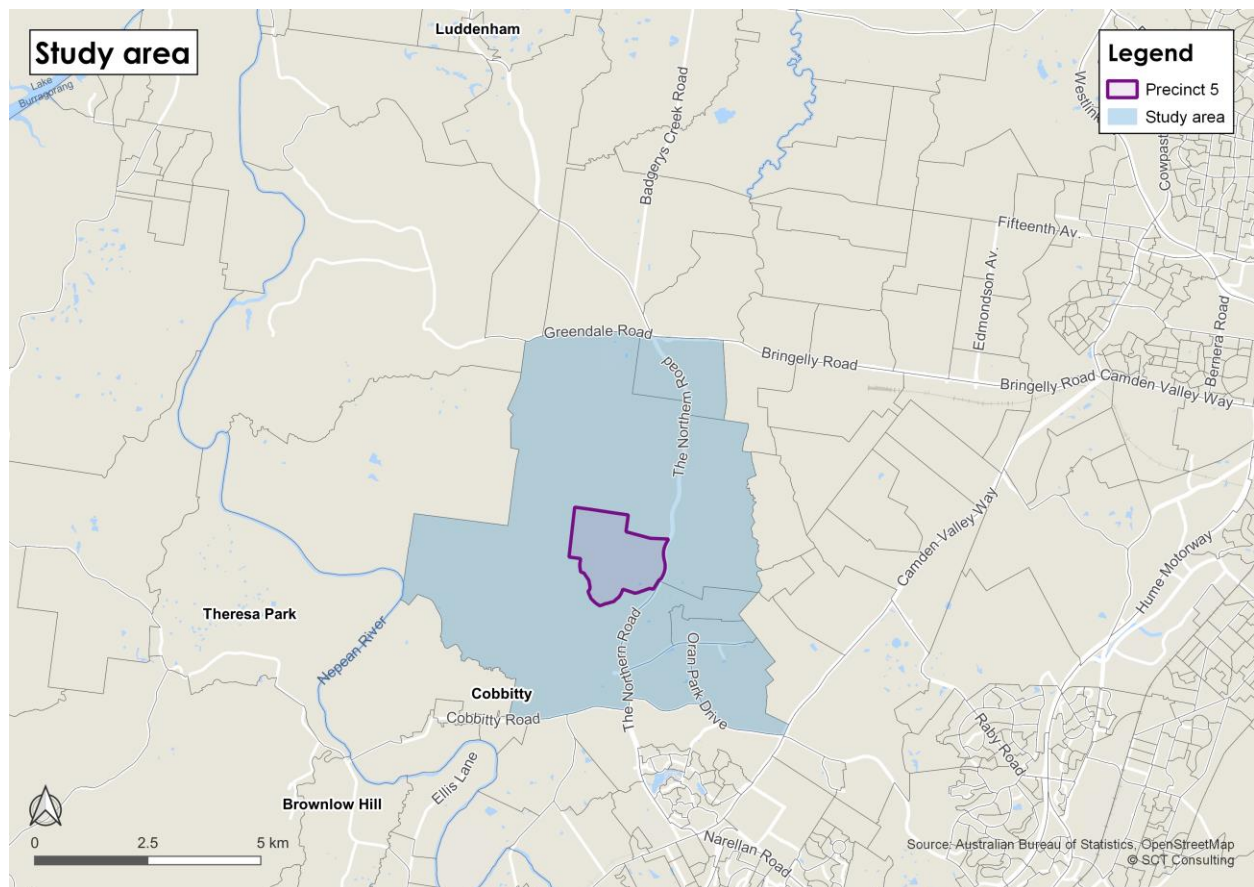 Study area
Luddenham
Legend
Precinct 5
Study area
Lake
Burragorang
Badgerys Creek Road
Westlink
Cowpast
Fifteenth Av.
Edmondson Av.
Bernera Road
Greendale Road
Bringelly Road
Bringelly Road
Camden Valley Way
The Northern Road
Camden Valley Way
Hume Motorway
Theresa Park
Nepean River
The Northern Road
Oran Park Drive
Cobbitty
Cobbitty Road
Raby Road
Ellis Lane
Brownlow Hill
Narellan Road
0 2.5 5 km
Source: Australian Bureau of Statistics, OpenStreetMap
© SCT Consulting